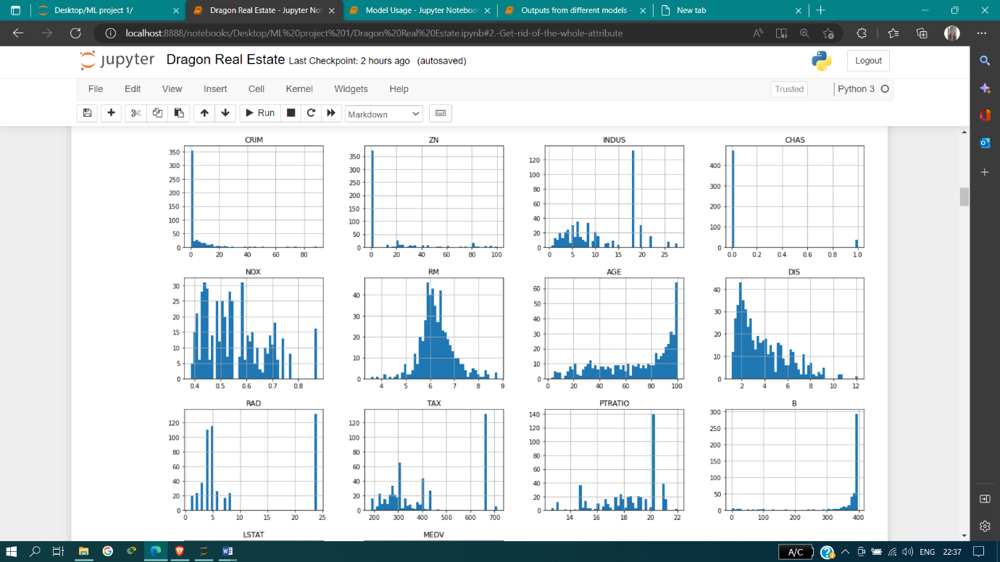 Desktop/ML project 1/
Dragon Real Estate - Jupyter Not
Model Usage - Jupyter Notebook
Outputs from different models -
New tab
localhost:8888/notebooks/Desktop/ML%20project%201/Dragon%20Real%20Estate.ipynb#2.-Get-rid-of-the-whole-attribute
jupyter Dragon Real Estate Last Checkpoint: 2 hours ago (autosaved)
Logout
File Edit View Insert Cell Kernel Widgets Help
Trusted
Python 3
Run
Markdown
CRIM
350
300
250
200
150
100
50
0
0 20 40 60 80
ZN
350
300
250
200
150
100
50
0
0 20 40 60 80 100
INDUS
120
100
80
60
40
20
0
0 5 10 15 20 25
CHAS
400
300
200
100
0
0.0 0.2 0.4 0.6 0.8 1.0
NOX
30
25
20
15
10
5
0
0.4 0.5 0.6 0.7 0.8
RM
40
30
20
10
0
4 5 6 7 8 9
AGE
60
50
40
30
20
10
0
0 20 40 60 80 100
DIS
40
30
20
10
0
2 4 6 8 10 12
RAD
120
100
80
60
40
20
0
0 5 10 15 20 25
TAX
120
100
80
60
40
20
0
200 300 400 500 600 700
PTRATIO
140
120
100
80
60
40
20
0
14 16 18 20 22
B
300
250
200
150
100
50
0
0 100 200 300 400
LSTAT
MEDV
A/C
ENG
22:37